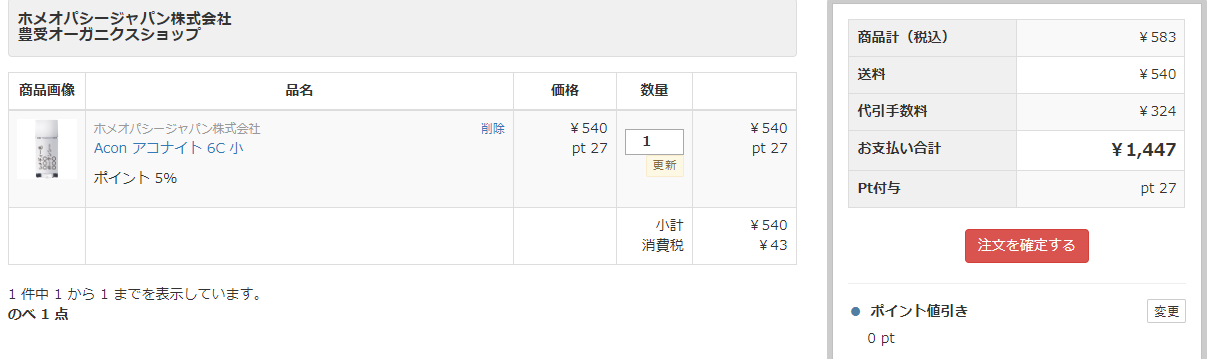 ホメオパシージャパン株式会社
豊受オーガニクスショップ
商品画像 品名 価格 数量
ホメオパシージャパン株式会社 削除 ¥540 1 ¥540
Acon アコナイト 6C 小 pt 27 pt 27
更新
ポイント 5%
小計 ¥540
消費税 ¥43
1 件中 1 から 1 までを表示しています。
のべ 1 点
商品計（税込） ¥583
送料 ¥540
代引手数料 ¥324
お支払い合計 ¥1,447
Pt付与 pt 27
注文を確定する
ポイント値引き 変更
0 pt